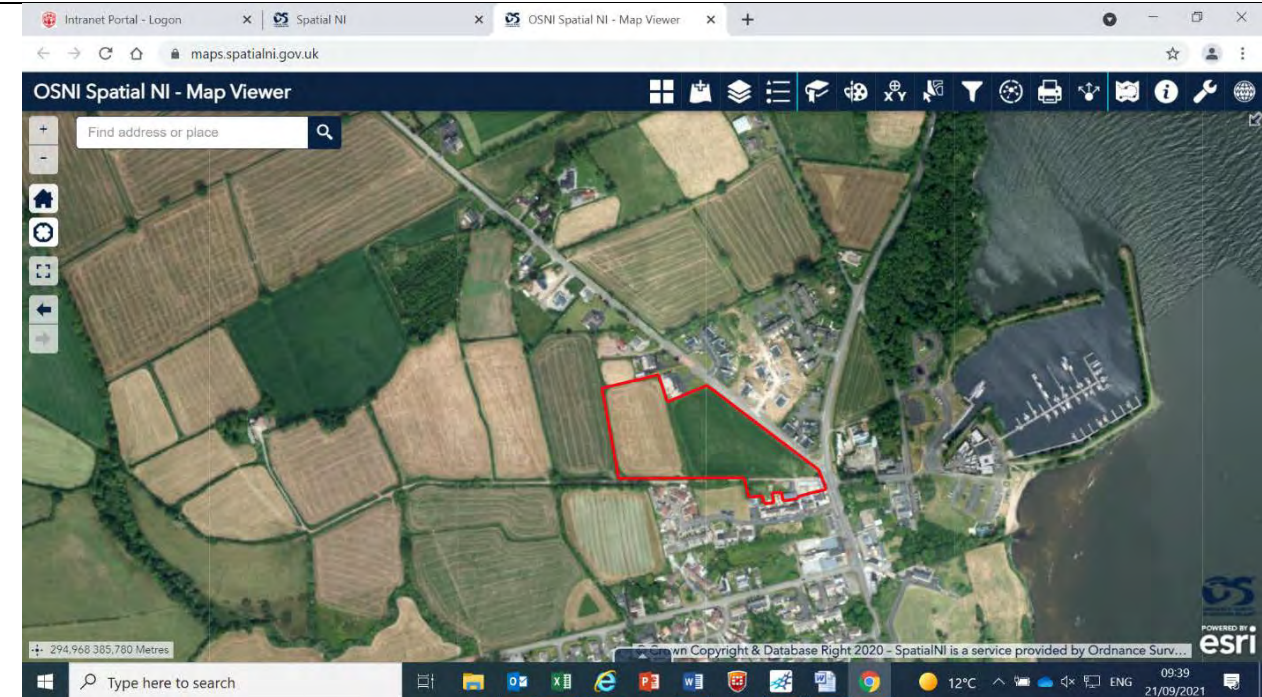 Intranet Portal - Logon
Spatial NI
OSNI Spatial NI - Map Viewer
maps.spatialni.gov.uk
OSNI Spatial NI - Map Viewer
Find address or place
294,968 385,780 Metres
Crown Copyright & Database Right 2020 - SpatialNI is a service provided by Ordnance Surv...
POWERED BY
esri
Type here to search
12°C
ENG
09:39
21/09/2021